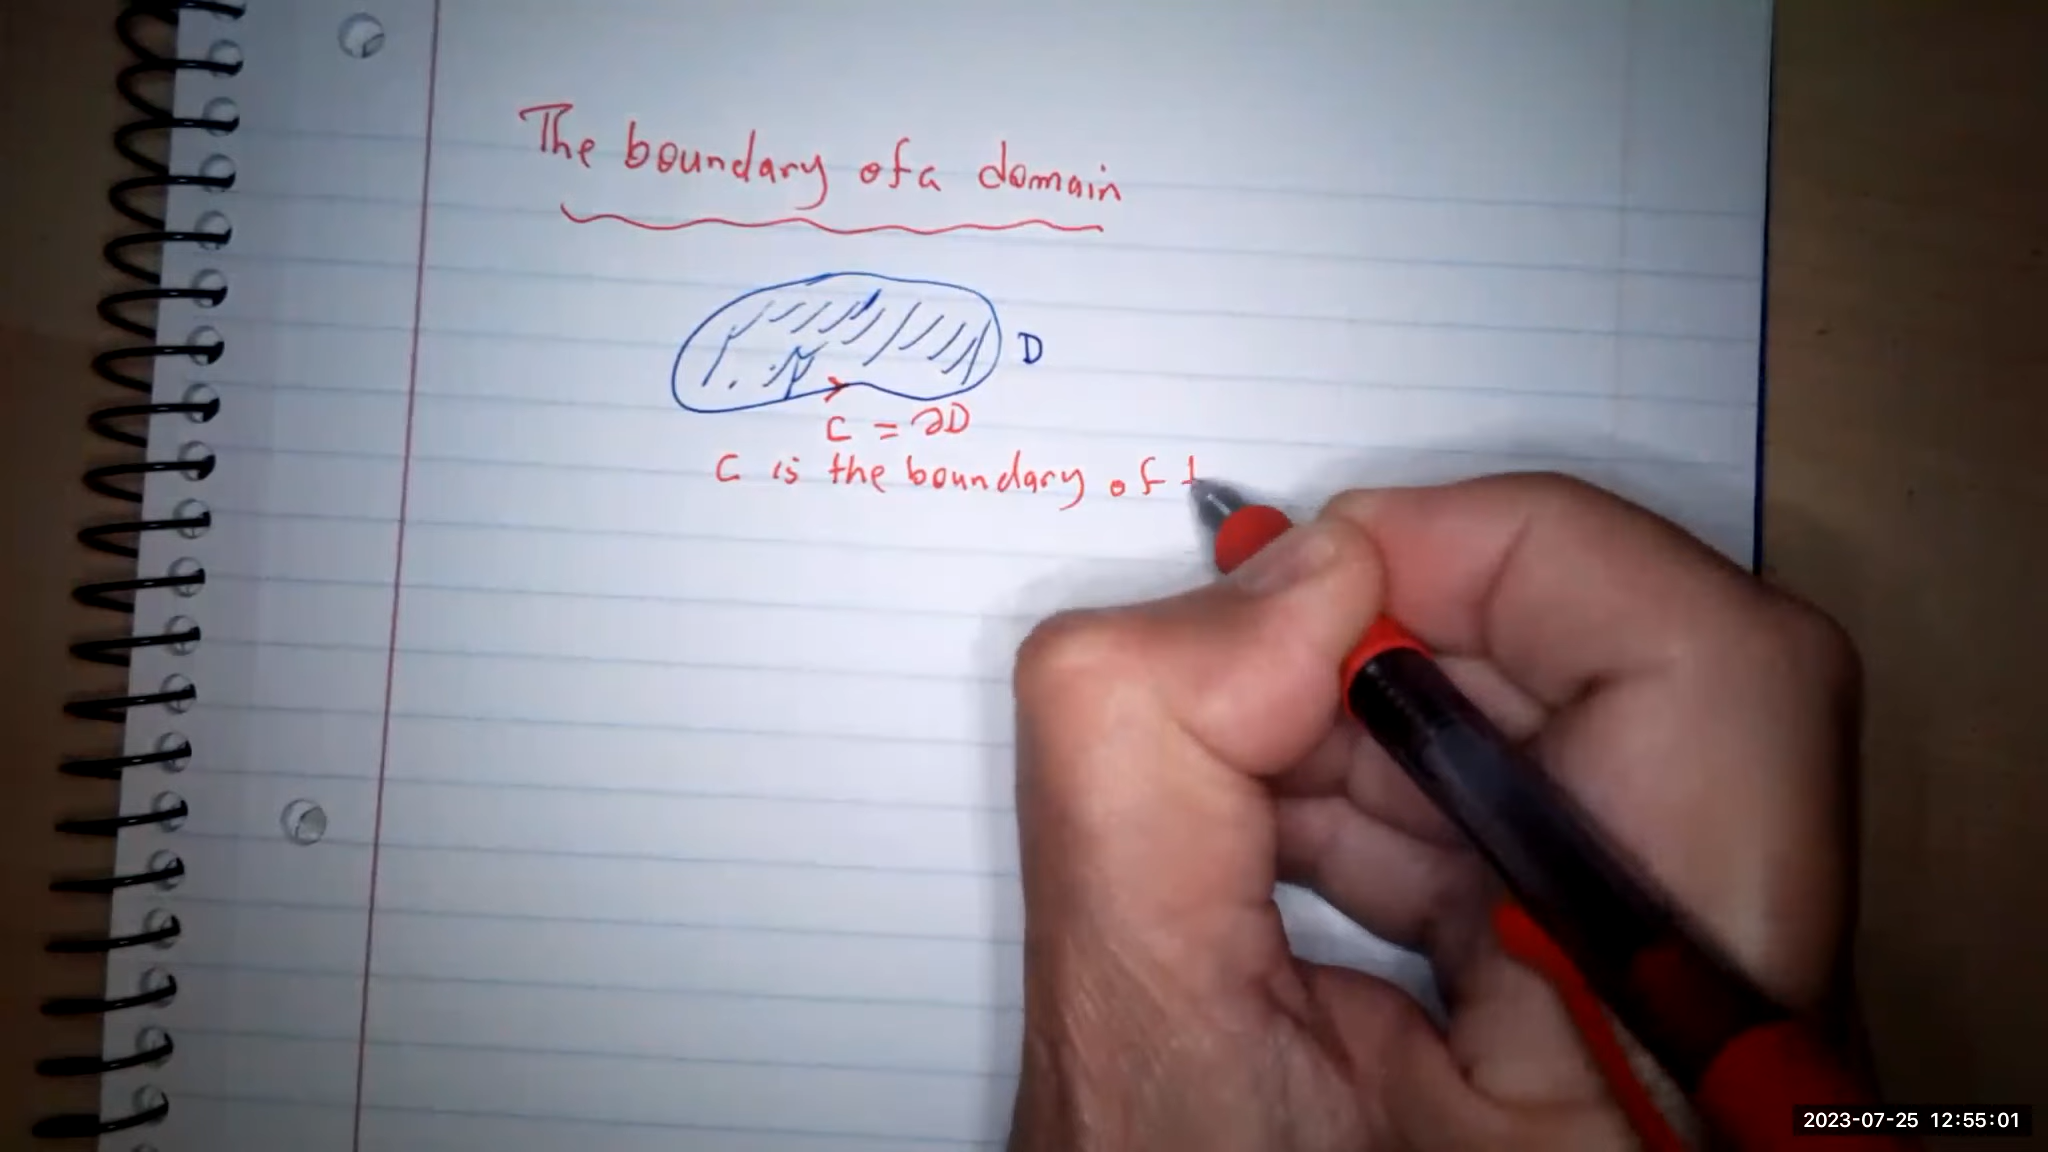 The boundary of a domain
D
C = ∂D
C is the boundary of t
2023-07-25 12:55:01